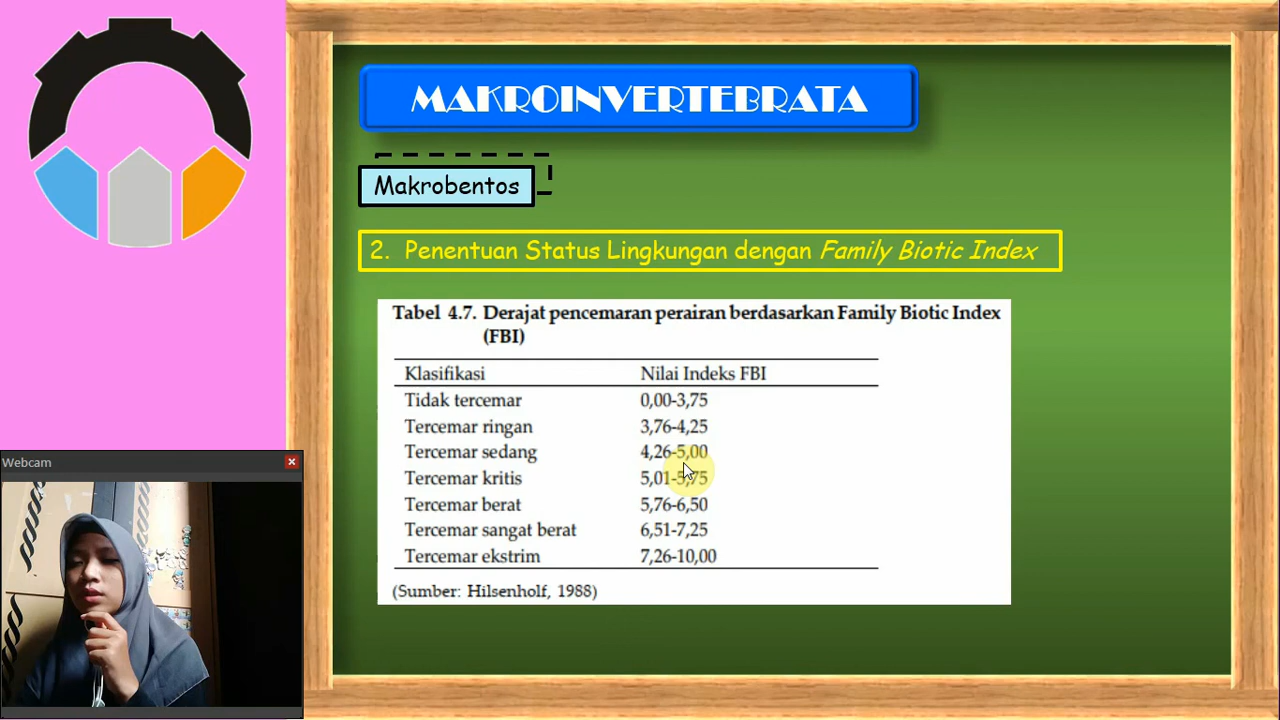 MAKROINVERTEBRATA
Makrobentos
2. Penentuan Status Lingkungan dengan Family Biotic Index
Tabel 4.7. Derajat pencemaran perairan berdasarkan Family Biotic Index
(FBI)
Klasifikasi Nilai Indeks FBI
Tidak tercemar 0,00-3,75
Tercemar ringan 3,76-4,25
Tercemar sedang 4,26-5,00
Tercemar kritis 5,01-5,75
Tercemar berat 5,76-6,50
Tercemar sangat berat 6,51-7,25
Tercemar ekstrim 7,26-10,00
(Sumber: Hilsenholf, 1988)
Webcam